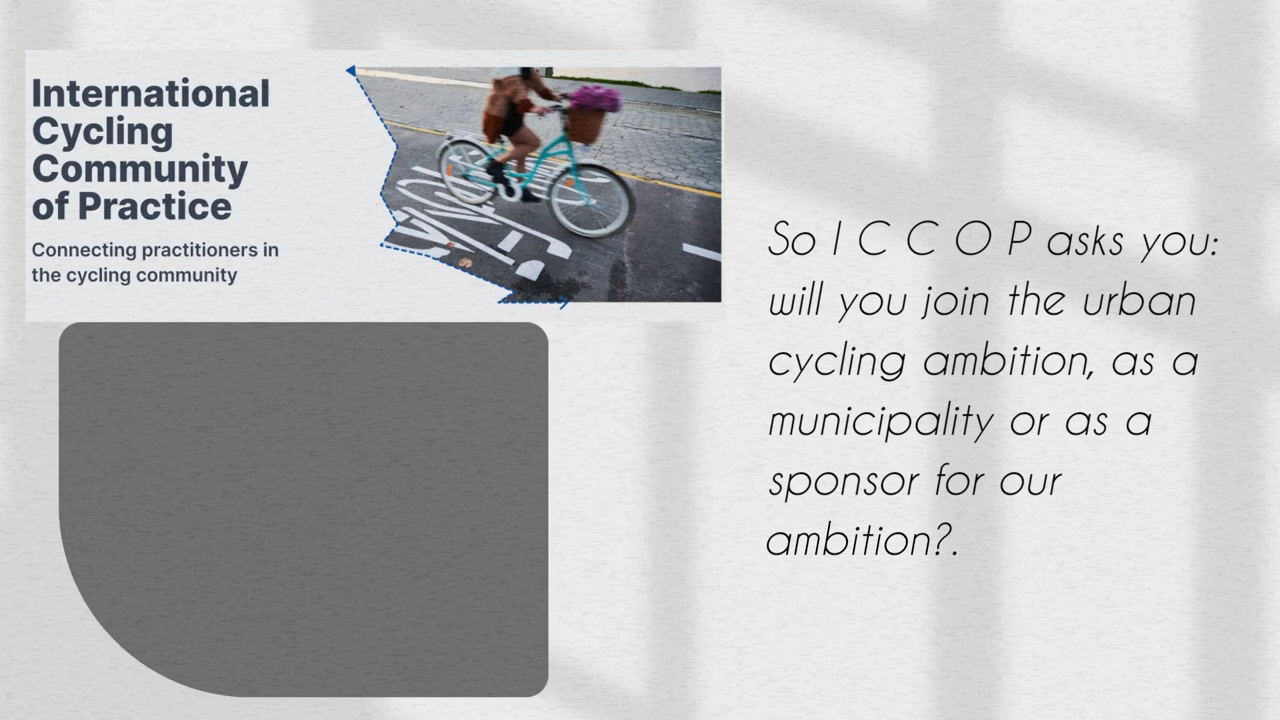 International
Cycling
Community
of Practice
Connecting practitioners in
the cycling community
So I C C O P asks you:
will you join the urban
cycling ambition, as a
municipality or as a
sponsor for our
ambition?.